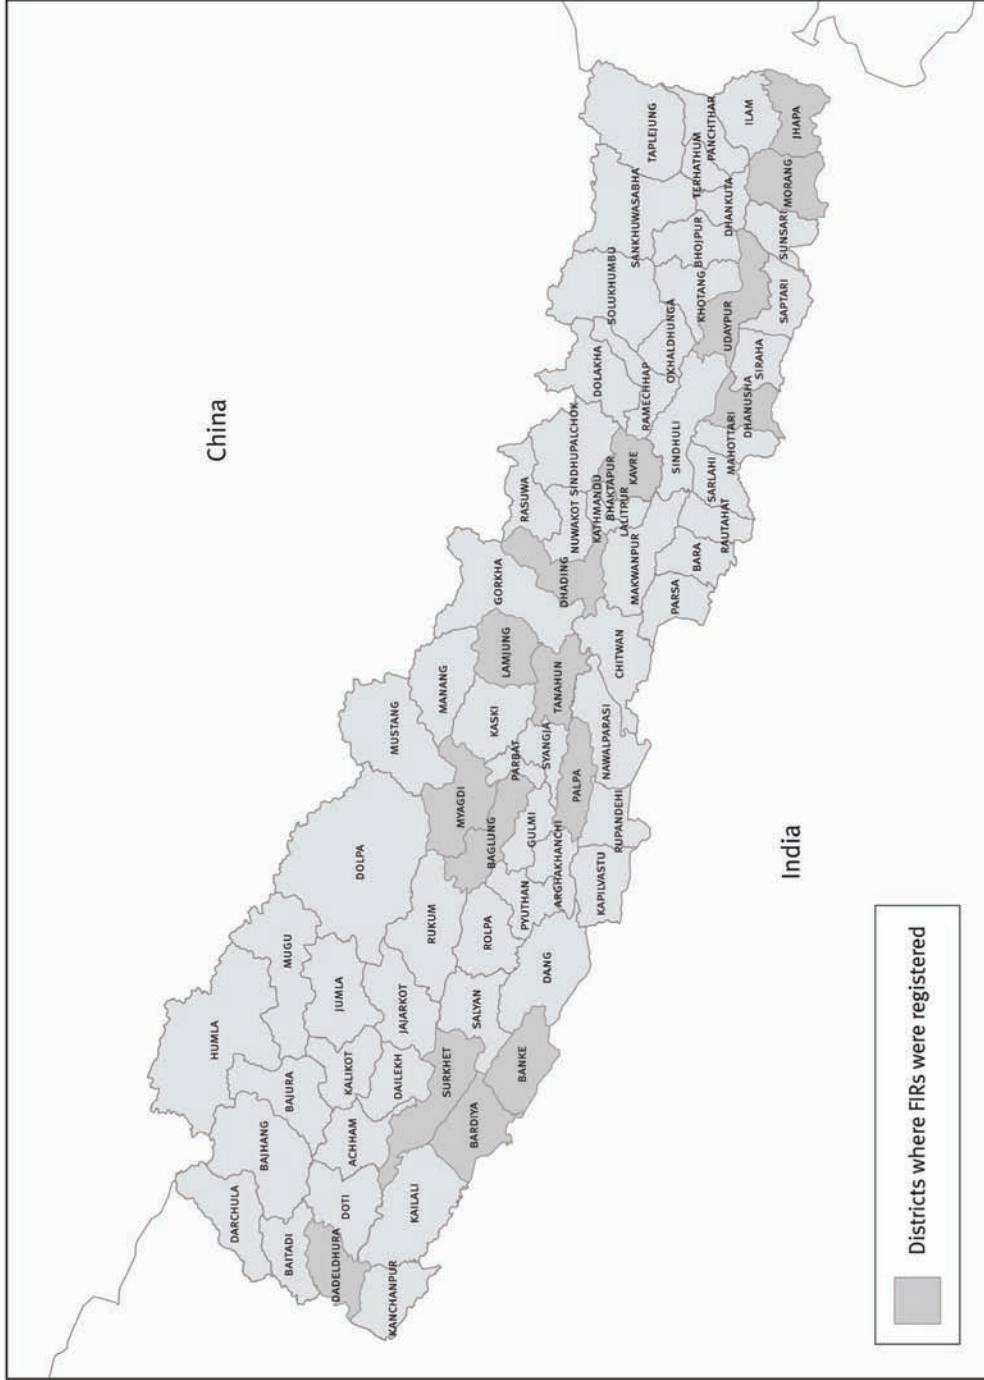 China
India
DARCHULA
BAITADI
DADELDHURA
KANCHANPUR
BAJHANG
DOTI
KAILALI
HUMLA
BAJURA
ACHHAM
MUGU
JUMLA
KALIKOT
DAILEKH
JAJARKOT
SURKHET
BARDIYA
BANKE
DOLPA
RUKUM
SALYAN
ROLPA
DANG
PYUTHAN
MUSTANG
MYAGDI
BAGLUNG
GULMI
ARGHAKHANCHI
KAPILVASTU
MANANG
KASKI
PARBAT
SYANGJA
PALPA
RUPANDEHI
NAWALPARASI
GORKHA
LAMJUNG
TANAHUN
CHITWAN
DHADING
RASUWA
NUWAKOT
SINDHUPALCHOK
KATHMANDU
BHAKTAPUR
LALITPUR
KAVRE
MAKWANPUR
PARSA
BARA
RAUTAHAT
SARLAHI
MAHOTTARI
DHANUSHA
SINDHULI
DOLAKHA
RAMECHHAP
OKHALDHUNGA
SOLUKHUMBU
KHOTANG
UDAYPUR
SIRAHA
SAPTARI
SANKHUWASABHA
BHOJPUR
TERHATHUM
DHANKUTA
SUNSARI
MORANG
TAPLEJUNG
PANCHTHAR
ILAM
JHAPA
Districts where FIRs were registered